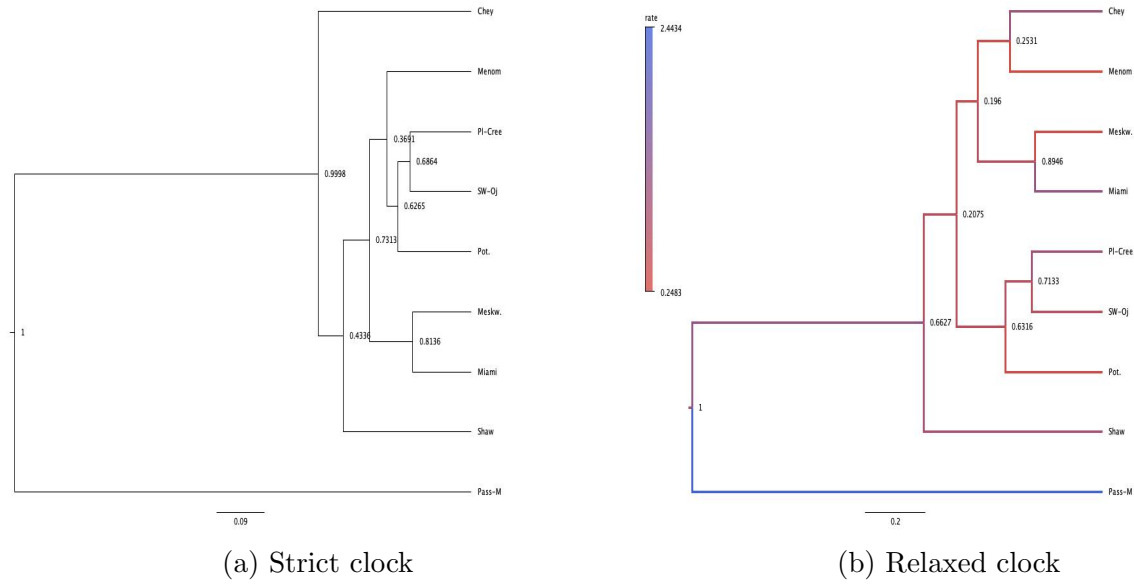 Chey
Menom
Pl-Cree
0.3691
0.6864
SW-Oj
0.9998
0.6265
0.7313
Pot.
Meskw.
1
0.4336
0.8136
Miami
Shaw
Pass-M
0.09
(a) Strict clock
rate
2.4434
0.2483
Chey
0.2531
Menom
0.196
Meskw.
0.8946
Miami
0.2075
Pl-Cree
0.7133
SW-Oj
0.6627
0.6316
Pot.
1
Shaw
Pass-M
0.2
(b) Relaxed clock